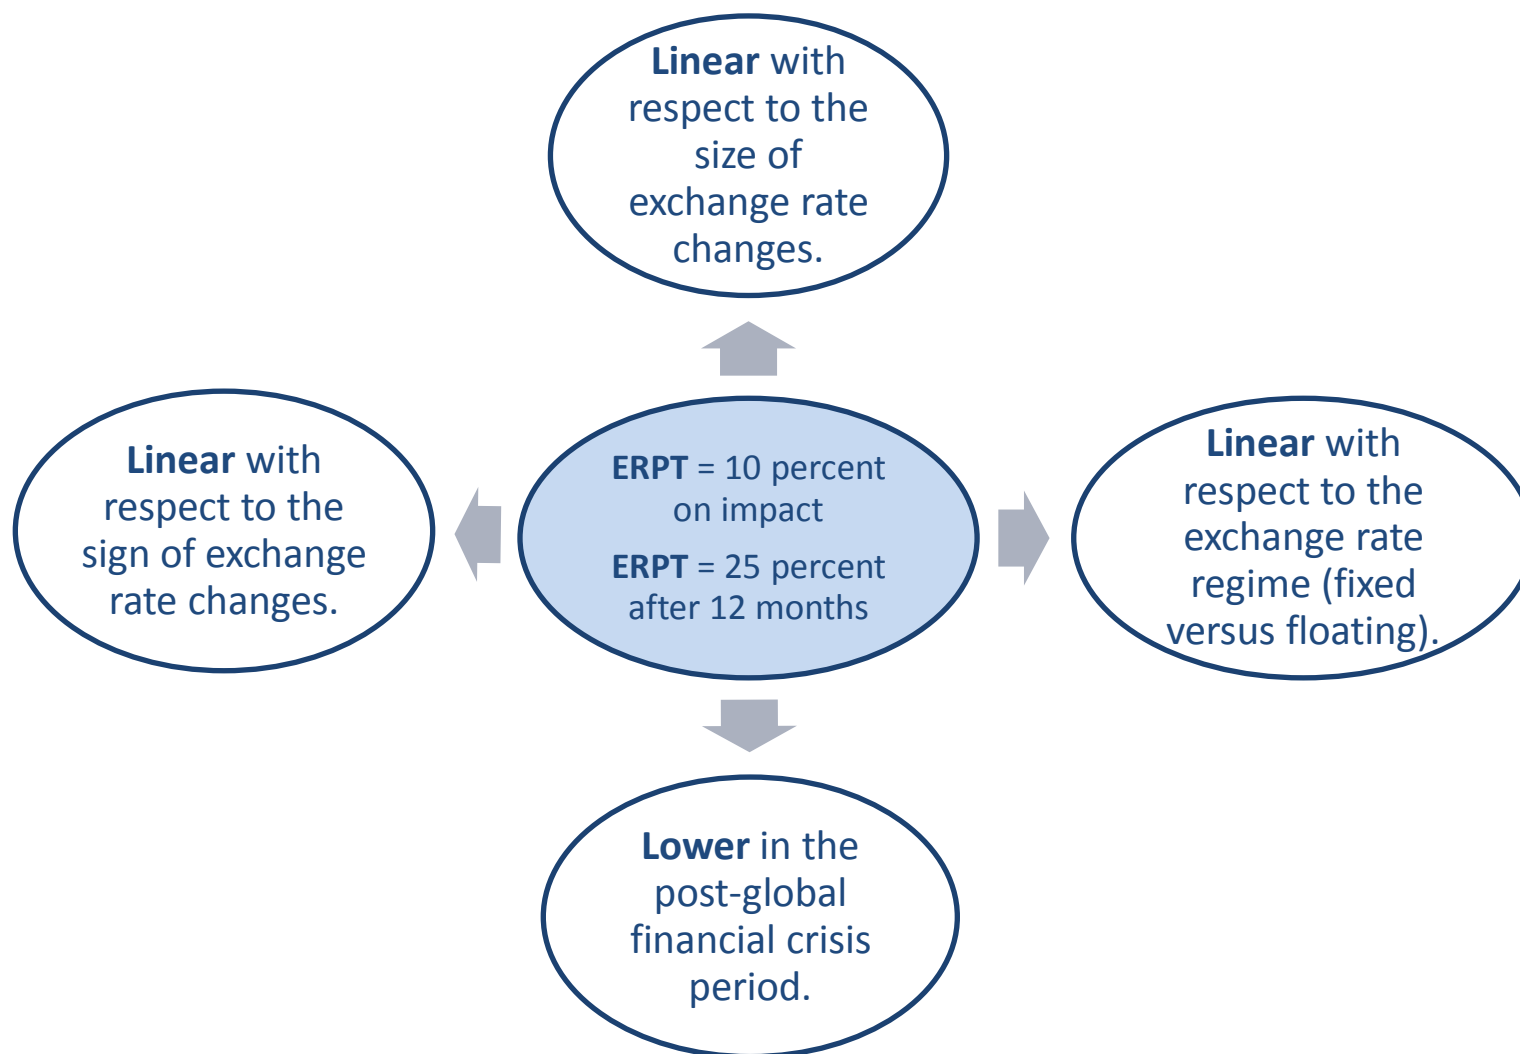 Linear with
respect to the
size of
exchange rate
changes.
Linear with
respect to the
sign of exchange
rate changes.
ERPT = 10 percent
on impact
ERPT = 25 percent
after 12 months
Linear with
respect to the
exchange rate
regime (fixed
versus floating).
Lower in the
post-global
financial crisis
period.